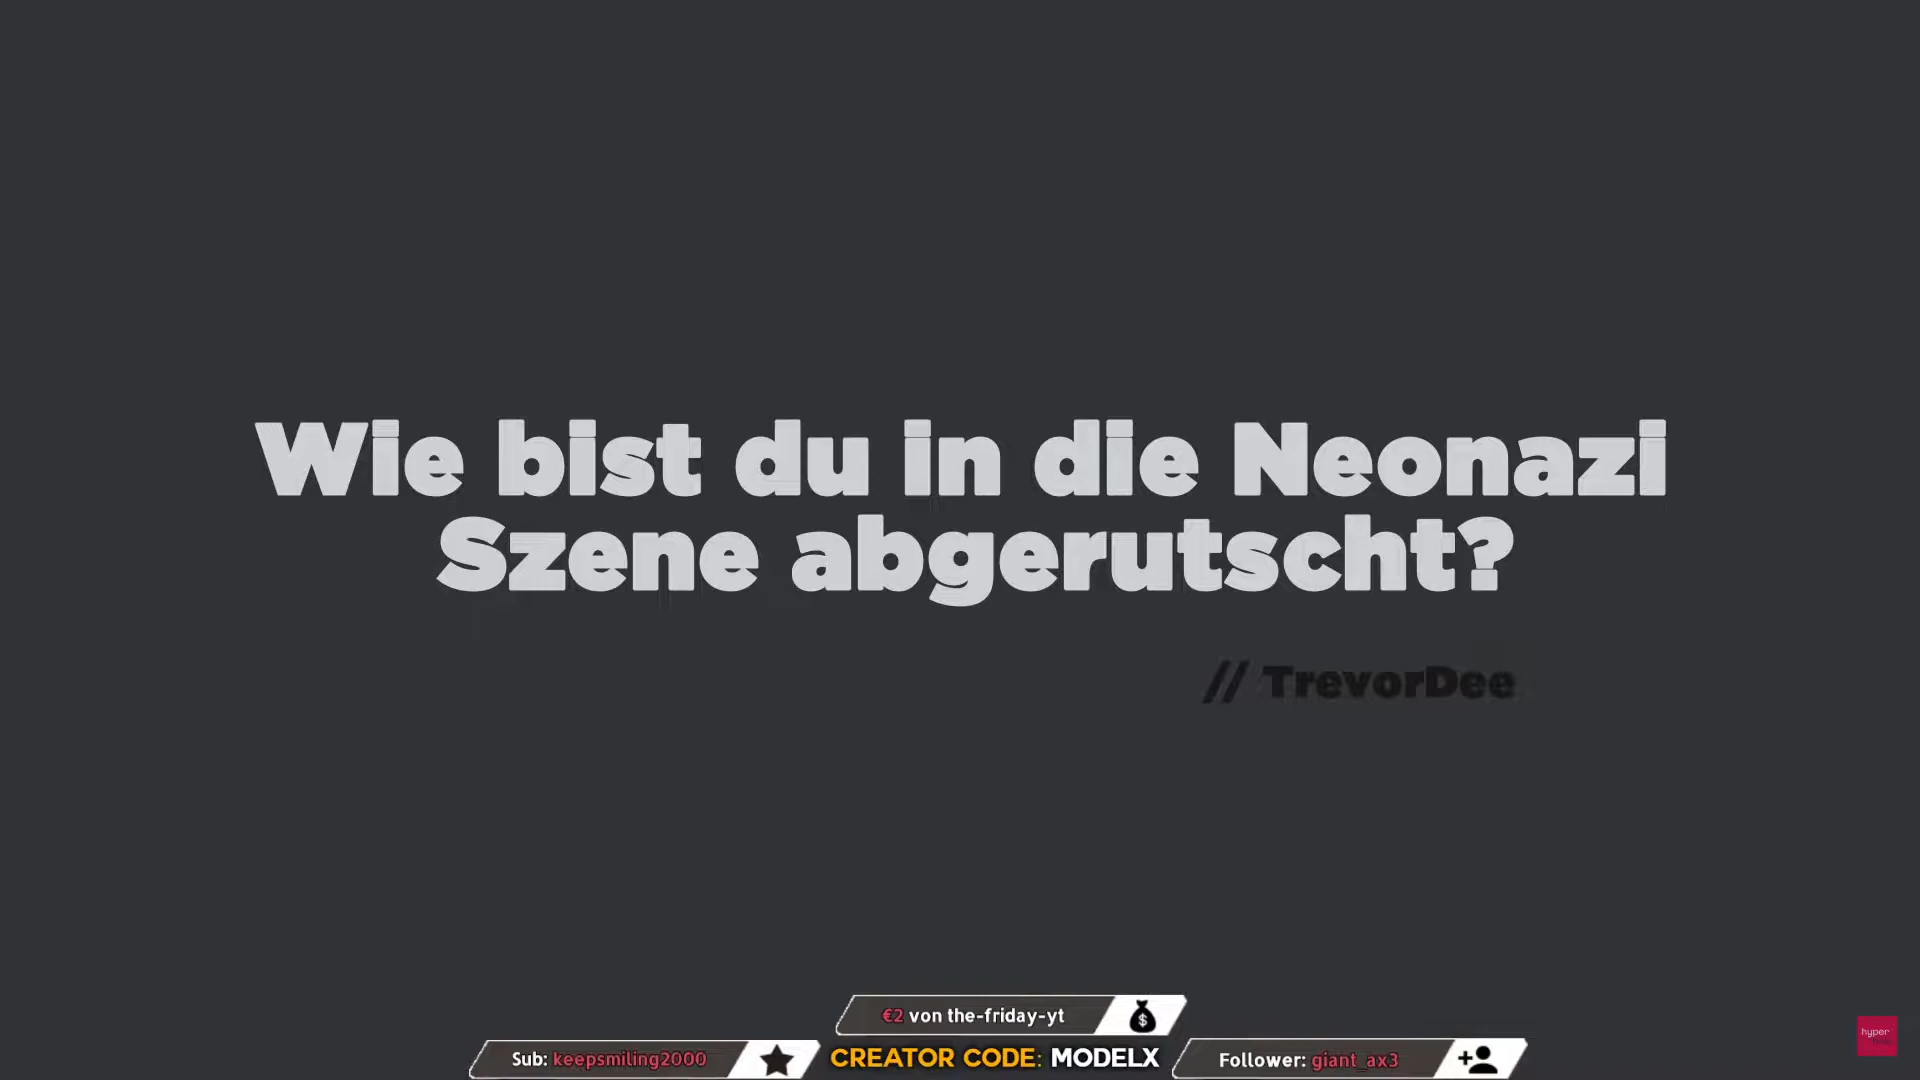 Wie bist du in die Neonazi
Szene abgerutscht?
// TrevorDee
€2 von the-friday-yt
Sub: keepsmiling2000
CREATOR CODE: MODELX
Follower: giant_ax3
hyper